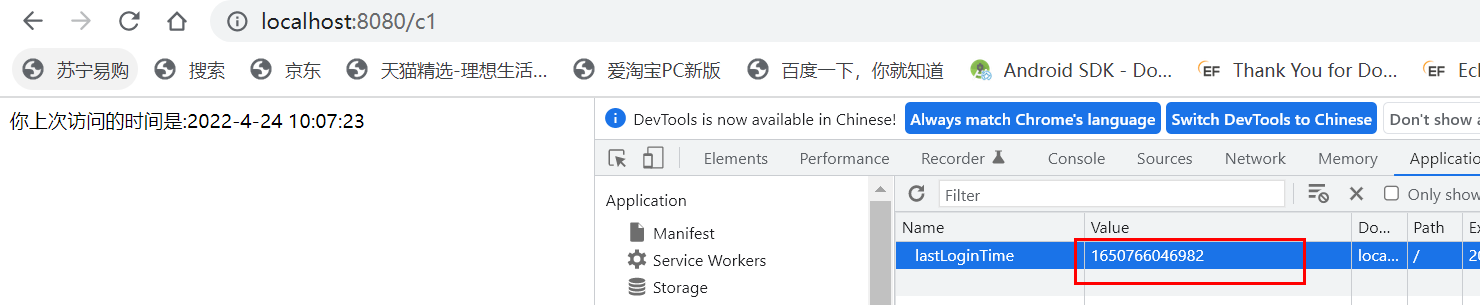 localhost:8080/c1
苏宁易购 搜索 京东 天猫精选-理想生活... 爱淘宝PC新版 百度一下，你就知道 Android SDK - Do... Thank You for Do... Ecl
你上次访问的时间是:2022-4-24 10:07:23
DevTools is now available in Chinese! Always match Chrome's language Switch DevTools to Chinese Don't show a
Elements Performance Recorder Console Sources Network Memory Applicatio
Application
Filter Only show
Manifest
Service Workers
Storage
Name Value Do... Path Ex
lastLoginTime 1650766046982 loca... / 20